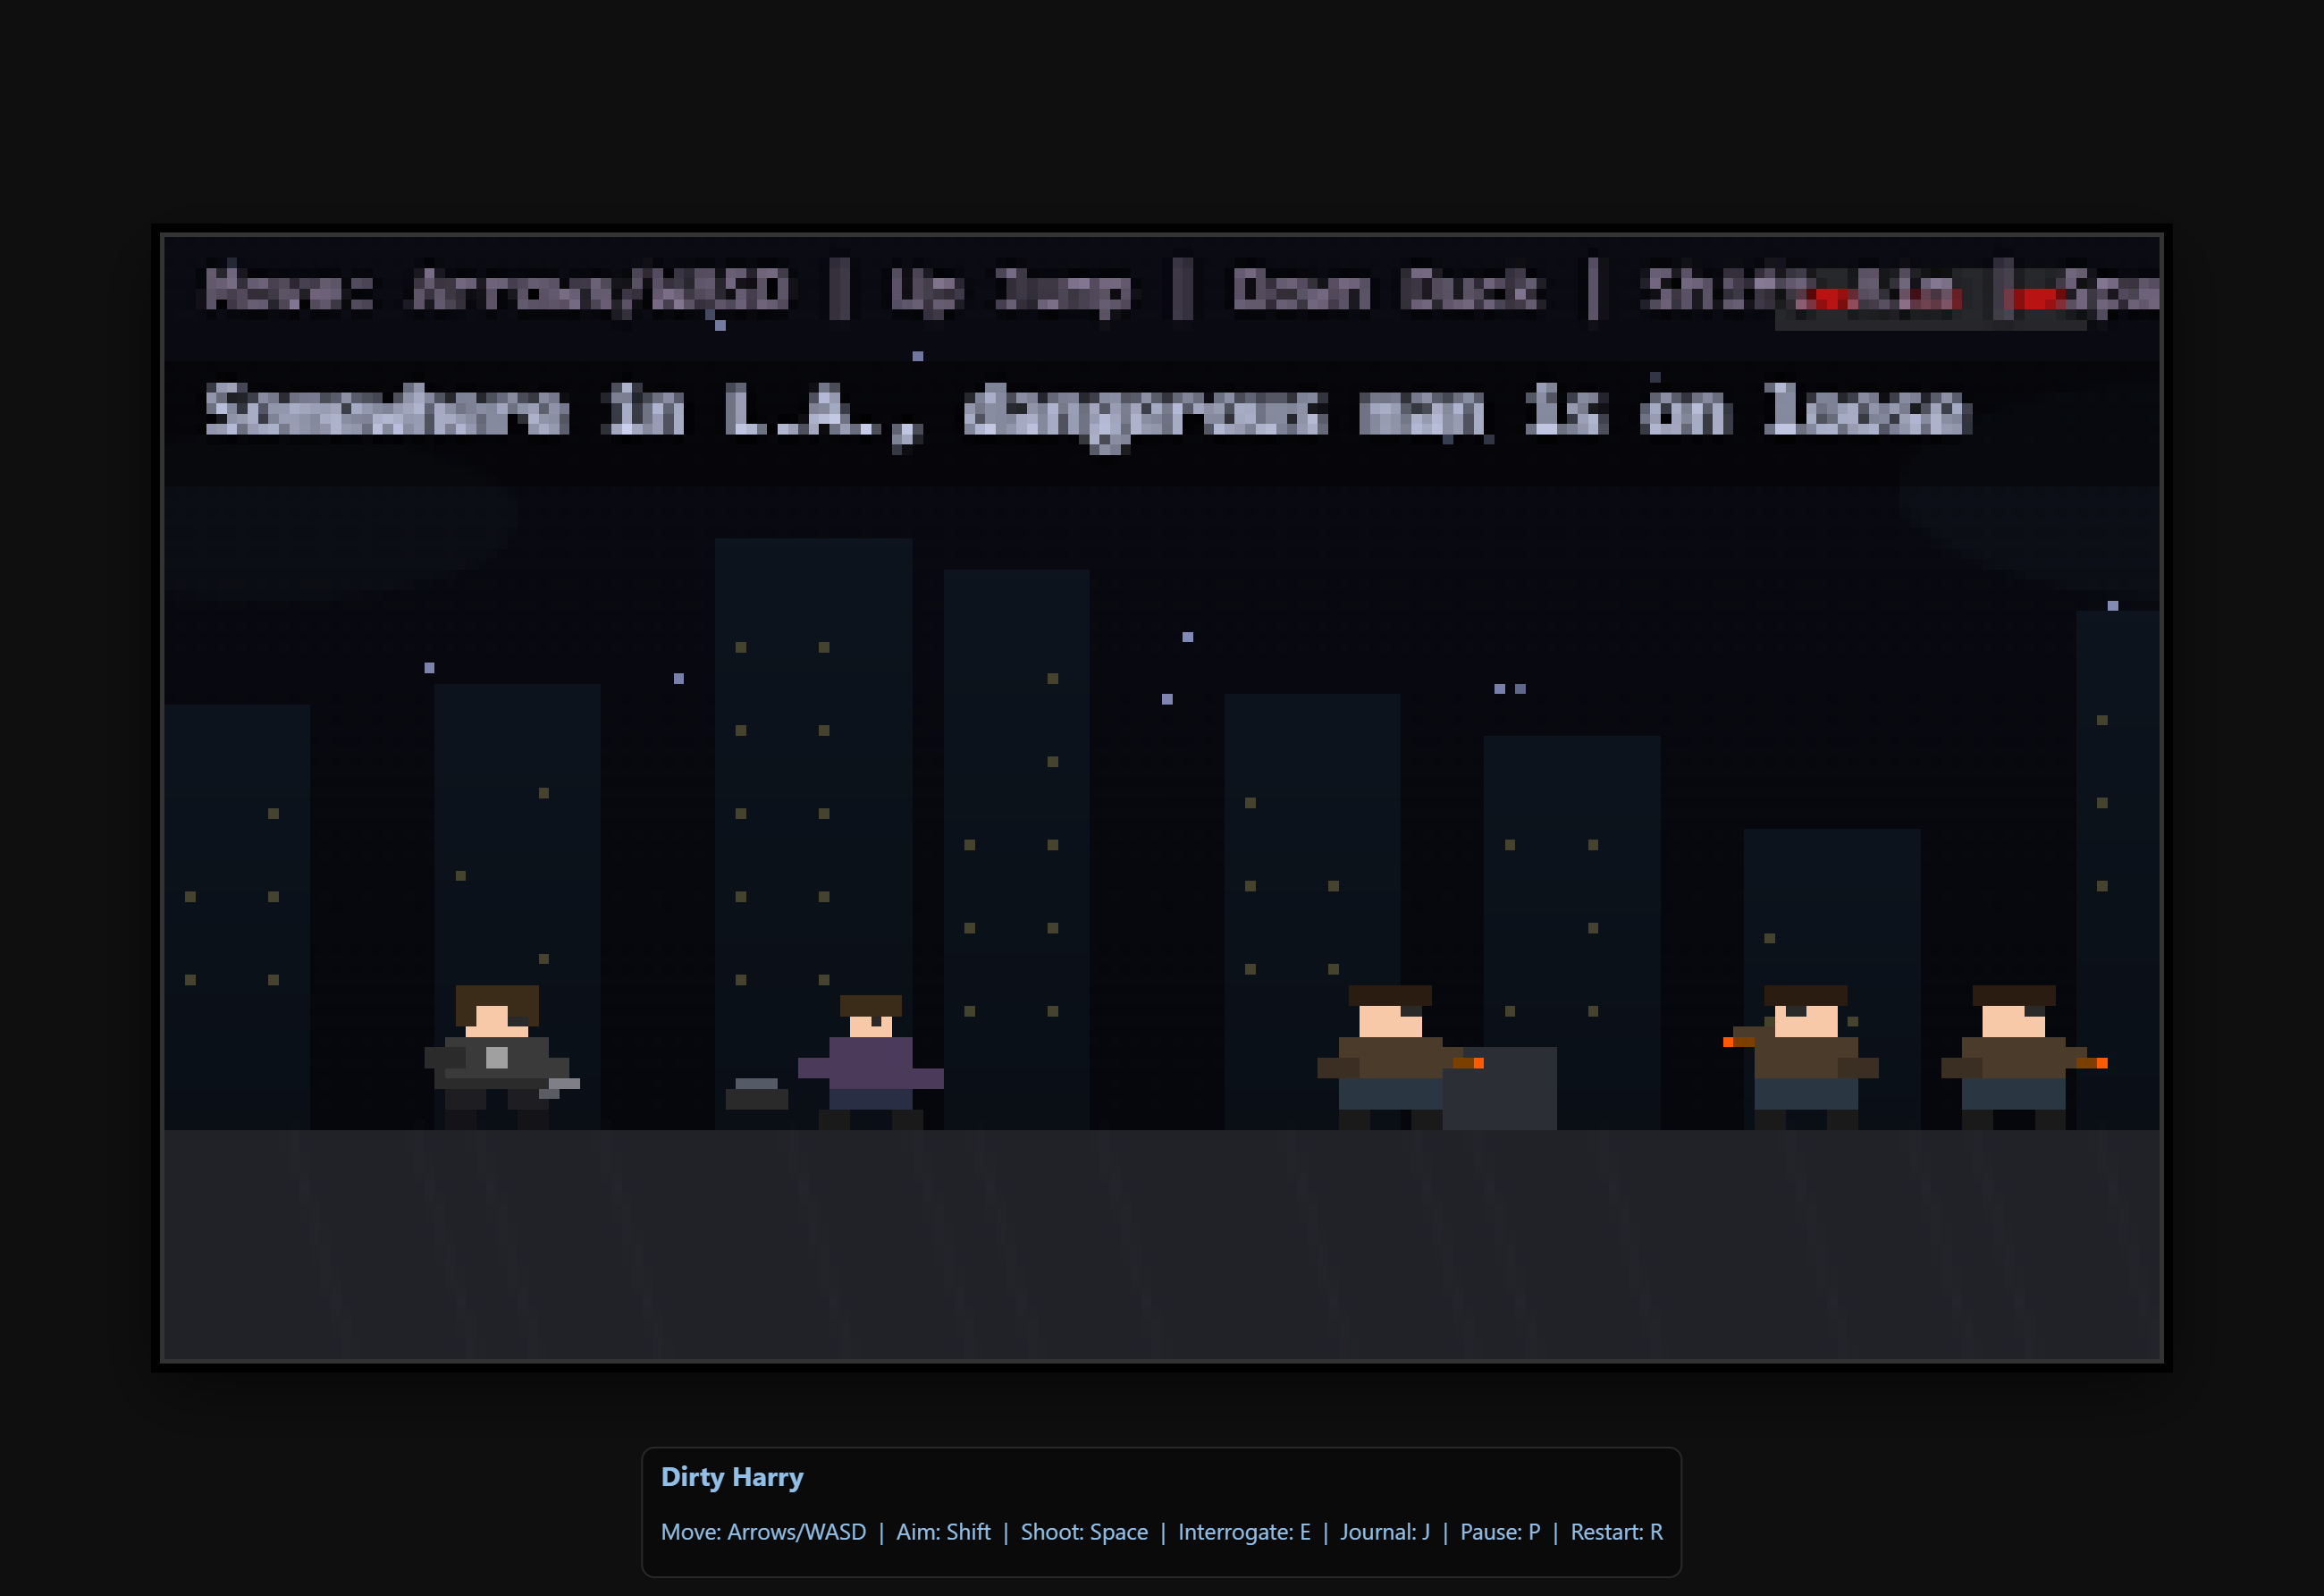 Move: Arrows/WASD | Up Jump | Down Duck | Shift
Somewhere in L.A., dangerous man is on loose
Dirty Harry
Move: Arrows/WASD | Aim: Shift | Shoot: Space | Interrogate: E | Journal: J | Pause: P | Restart: R